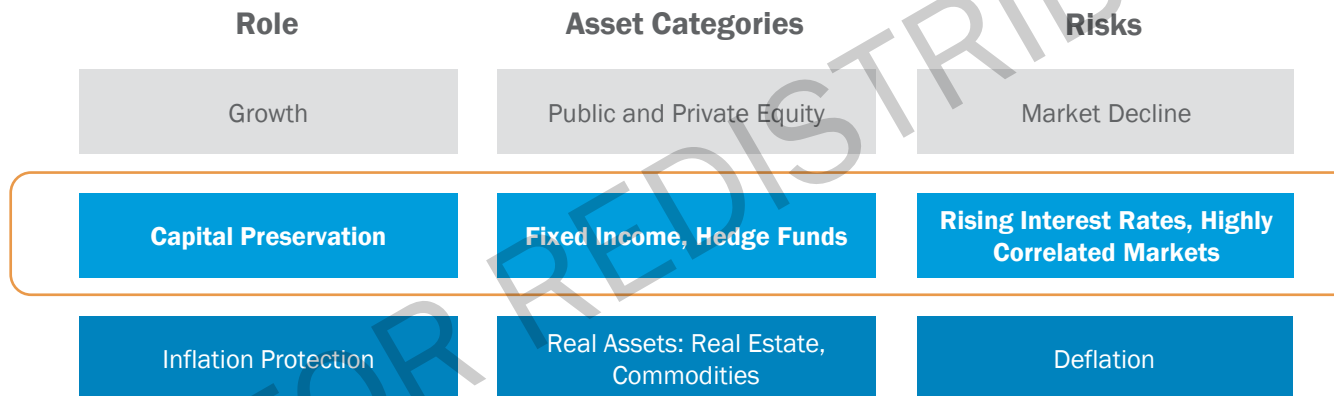 Role
Asset Categories
Risks
Growth
Public and Private Equity
Market Decline
Capital Preservation
Fixed Income, Hedge Funds
Rising Interest Rates, Highly
Correlated Markets
Inflation Protection
Real Assets: Real Estate,
Commodities
Deflation